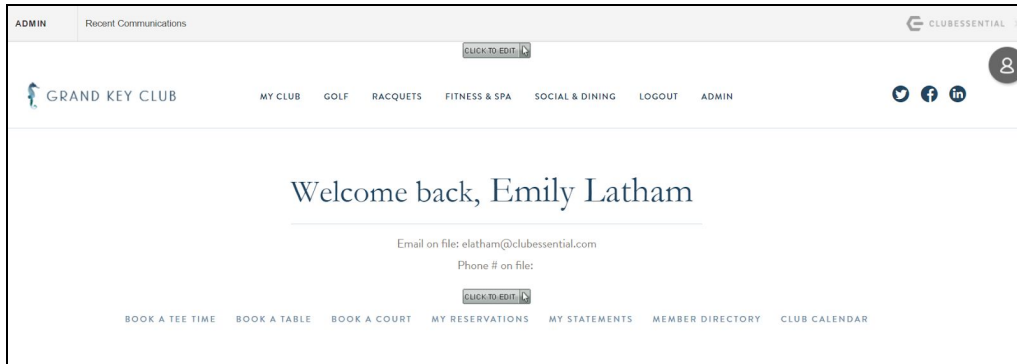 ADMIN Recent Communications CLUBESSENTIAL
CLICK TO EDIT
GRAND KEY CLUB MY CLUB GOLF RACQUETS FITNESS & SPA SOCIAL & DINING LOGOUT ADMIN
Welcome back, Emily Latham
Email on file: elatham@clubessential.com
Phone # on file:
CLICK TO EDIT
BOOK A TEE TIME BOOK A TABLE BOOK A COURT MY RESERVATIONS MY STATEMENTS MEMBER DIRECTORY CLUB CALENDAR